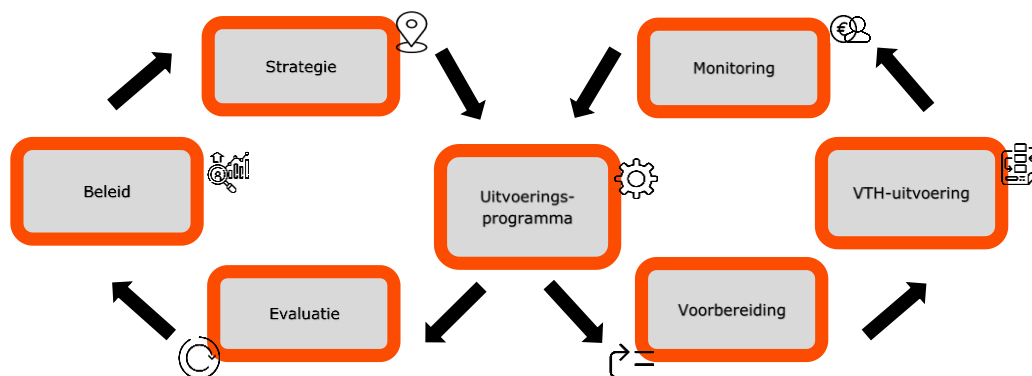 Strategie
Monitoring
Beleid
Uitvoerings-
programma
VTH-uitvoering
Evaluatie
Voorbereiding